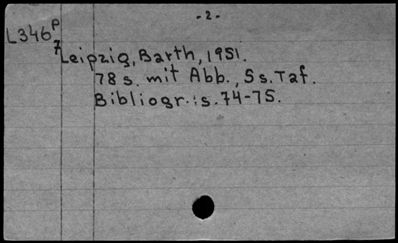 - 2 -
L346P
7
Leipzig, Barth, 1951.
78 s. mit Abb., 5 s. Taf.
Bibliogr.: s. 74-75.